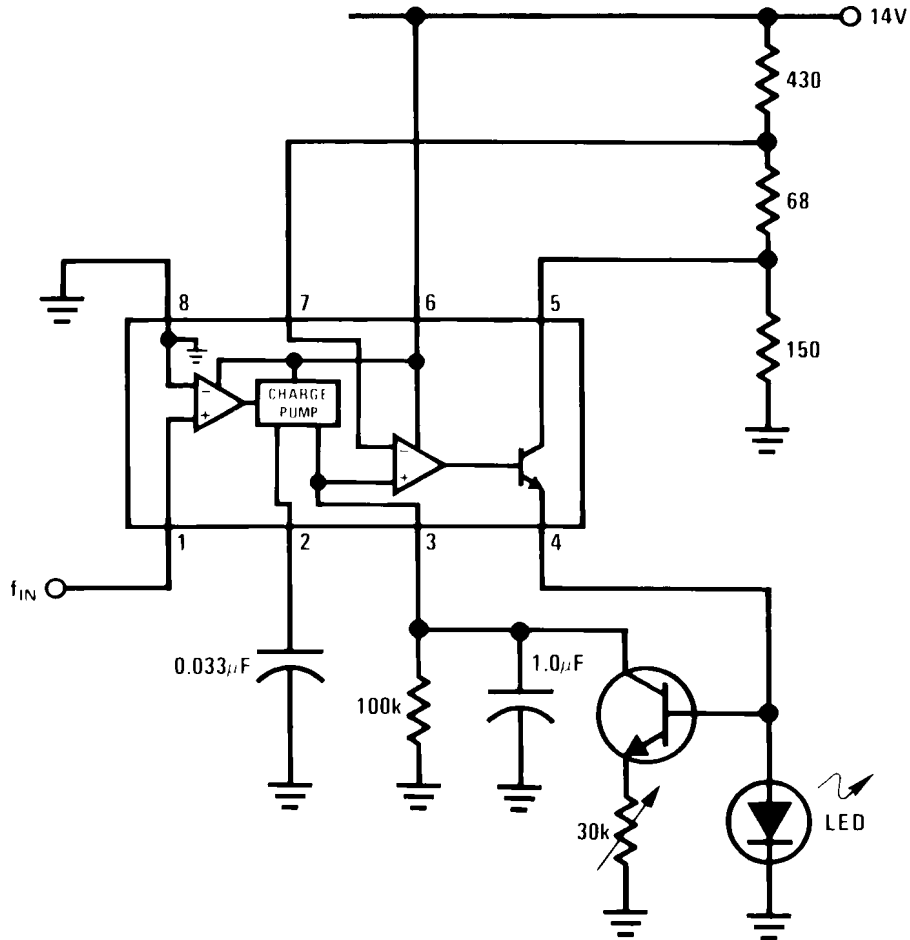 14V
430
68
8
7
6
5
150
−
+
CHARGE
PUMP
−
+
1
2
3
4
fIN
0.033μF
1.0μF
100k
30k
LED